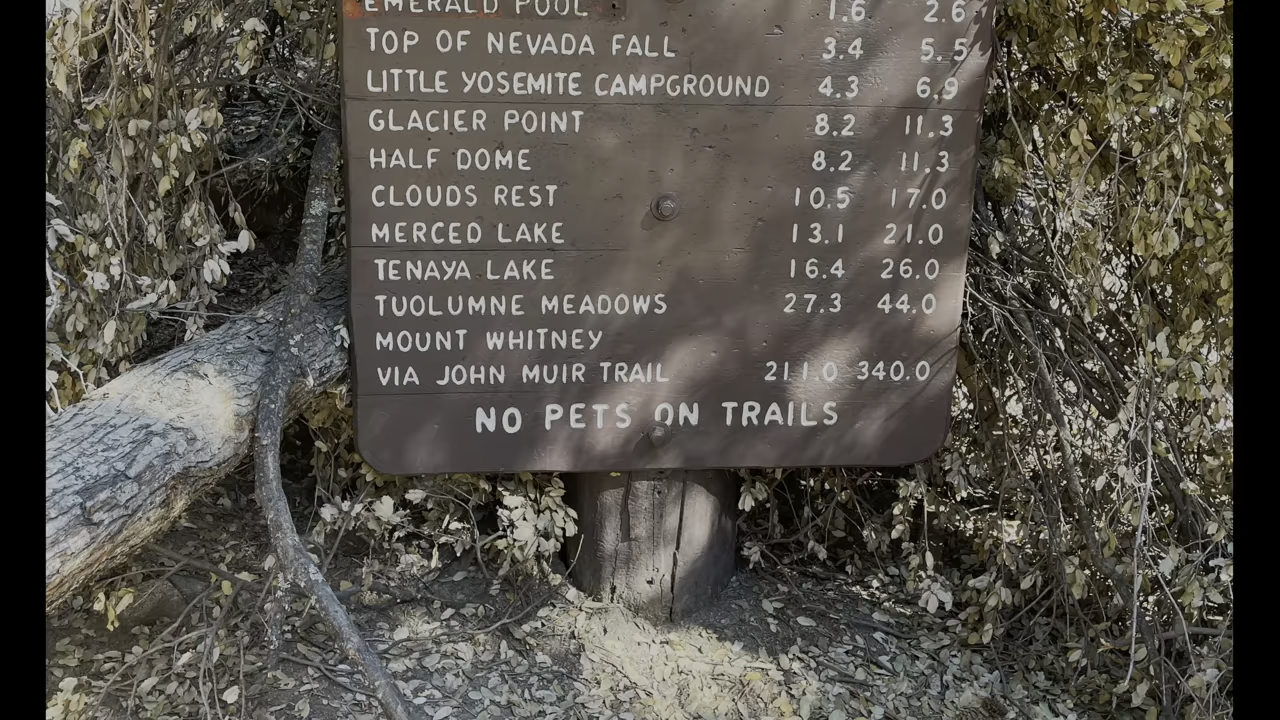 EMERALD POOL 1.6 2.6
TOP OF NEVADA FALL 3.4 5.5
LITTLE YOSEMITE CAMPGROUND 4.3 6.9
GLACIER POINT 8.2 11.3
HALF DOME 8.2 11.3
CLOUDS REST 10.5 17.0
MERCED LAKE 13.1 21.0
TENAYA LAKE 16.4 26.0
TUOLUMNE MEADOWS 27.3 44.0
MOUNT WHITNEY
VIA JOHN MUIR TRAIL 211.0 340.0
NO PETS ON TRAILS